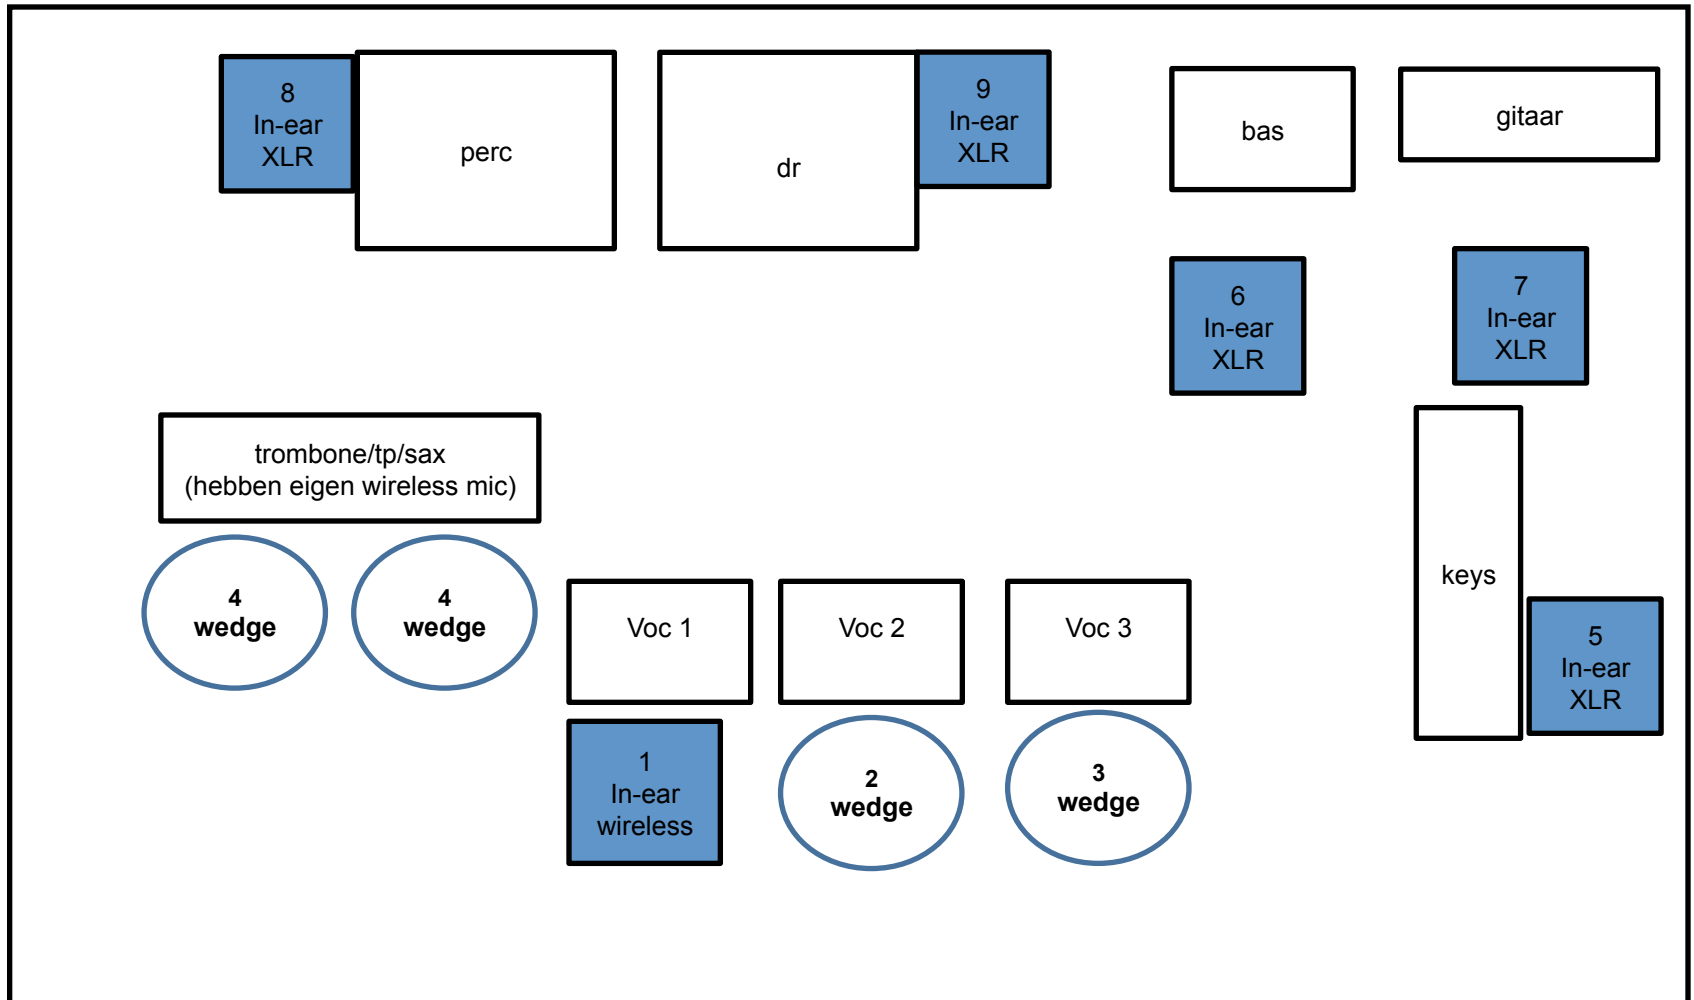 8
In-ear
XLR
perc
dr
9
In-ear
XLR
bas
gitaar
6
In-ear
XLR
7
In-ear
XLR
trombone/tp/sax
(hebben eigen wireless mic)
4
wedge
4
wedge
Voc 1
Voc 2
Voc 3
keys
5
In-ear
XLR
1
In-ear
wireless
2
wedge
3
wedge